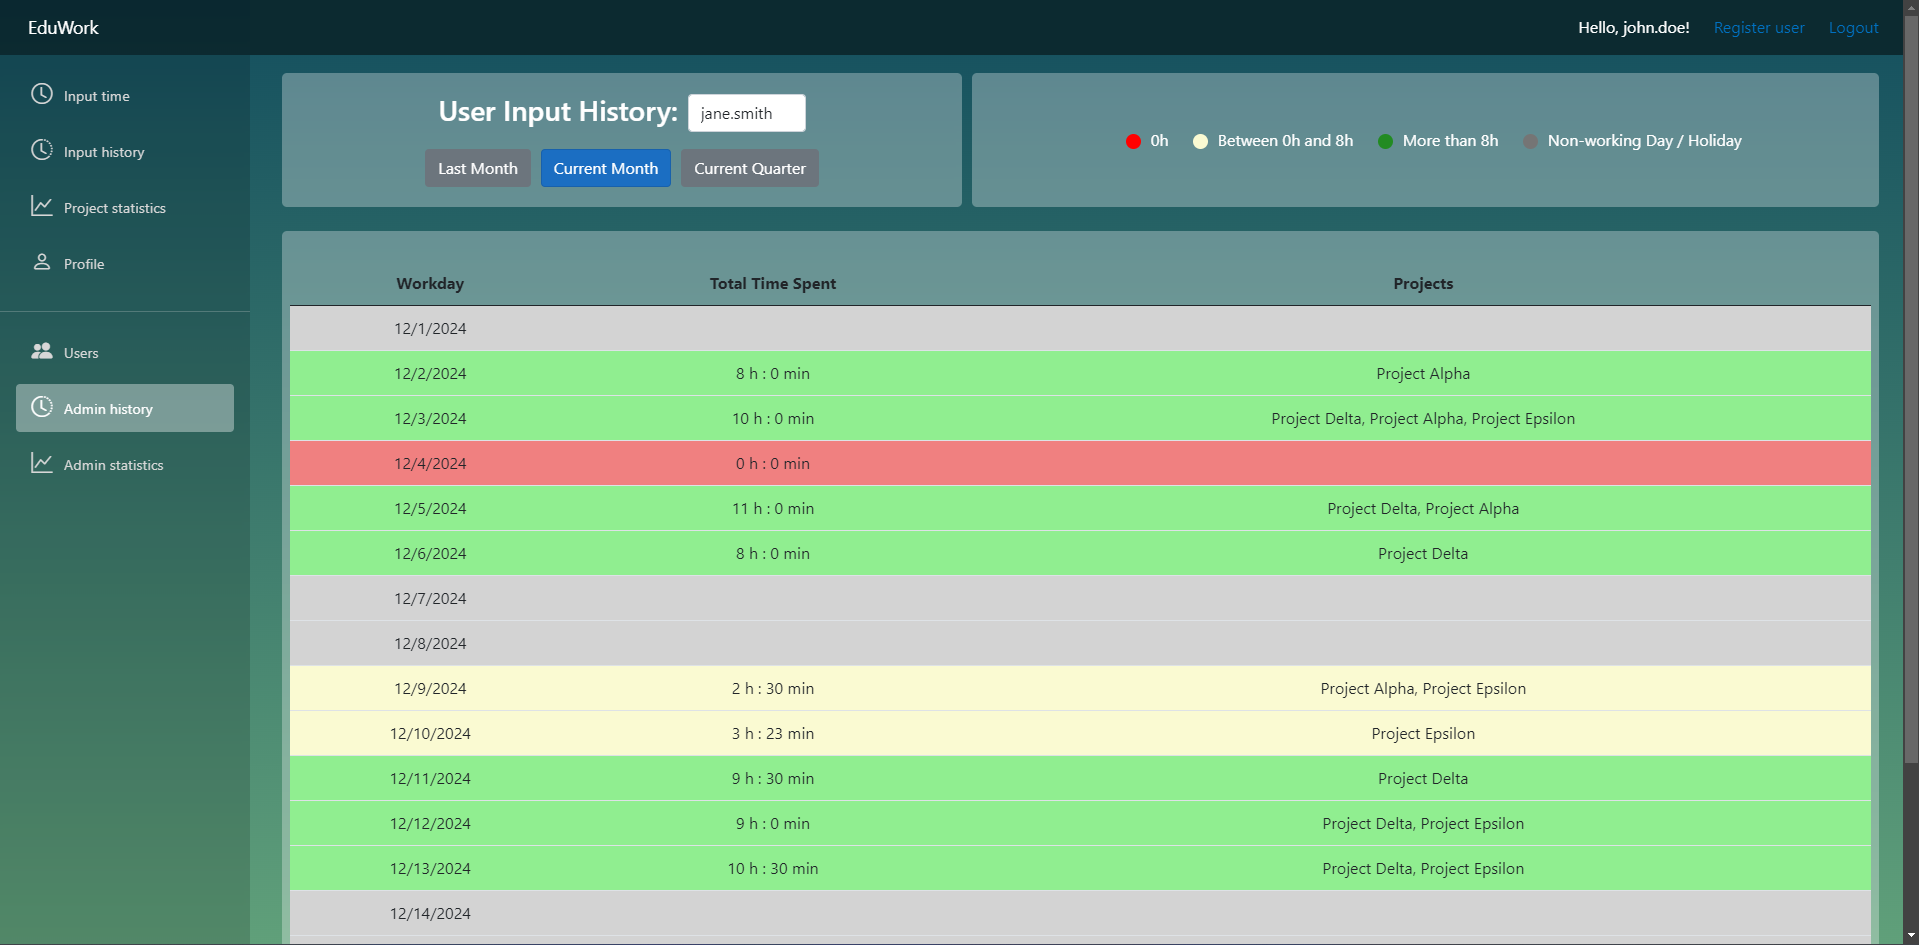 EduWork
Hello, john.doe! Register user Logout
Input time
Input history
Project statistics
Profile
Users
Admin history
Admin statistics
User Input History: jane.smith
Last Month Current Month Current Quarter
0h Between 0h and 8h More than 8h Non-working Day / Holiday
Workday Total Time Spent Projects
12/1/2024
12/2/2024 8 h : 0 min Project Alpha
12/3/2024 10 h : 0 min Project Delta, Project Alpha, Project Epsilon
12/4/2024 0 h : 0 min
12/5/2024 11 h : 0 min Project Delta, Project Alpha
12/6/2024 8 h : 0 min Project Delta
12/7/2024
12/8/2024
12/9/2024 2 h : 30 min Project Alpha, Project Epsilon
12/10/2024 3 h : 23 min Project Epsilon
12/11/2024 9 h : 30 min Project Delta
12/12/2024 9 h : 0 min Project Delta, Project Epsilon
12/13/2024 10 h : 30 min Project Delta, Project Epsilon
12/14/2024